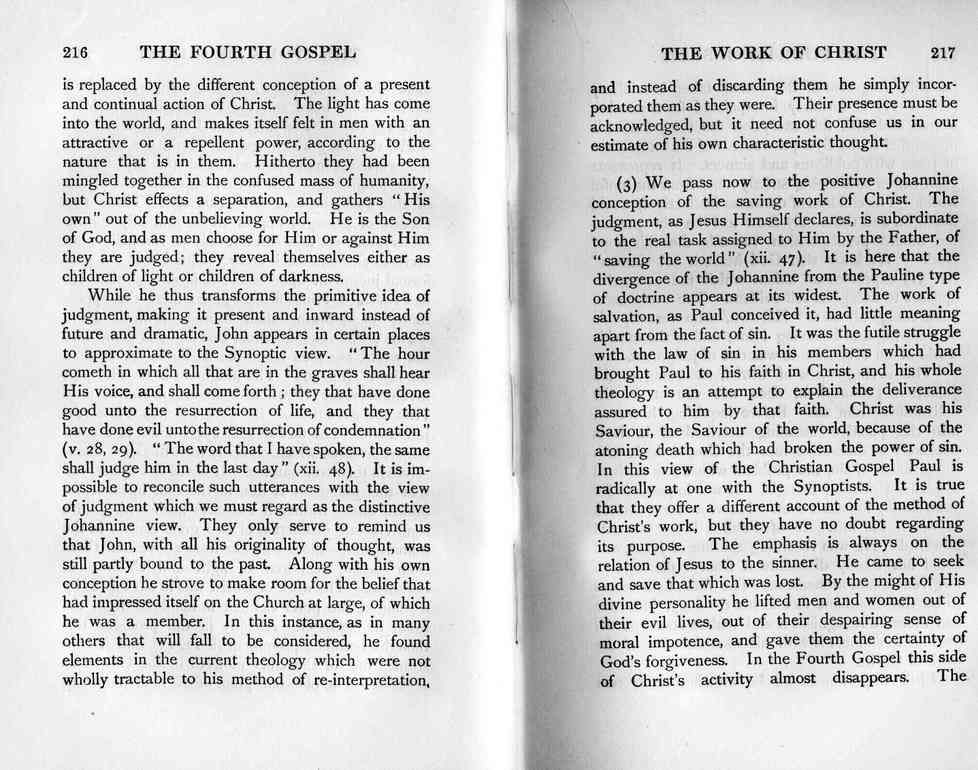 216 THE FOURTH GOSPEL
is replaced by the different conception of a present
and continual action of Christ. The light has come
into the world, and makes itself felt in men with an
attractive or a repellent power, according to the
nature that is in them. Hitherto they had been
mingled together in the confused mass of humanity,
but Christ effects a separation, and gathers “ His
own ” out of the unbelieving world. He is the Son
of God, and as men choose for Him or against Him
they are judged; they reveal themselves either as
children of light or children of darkness.
While he thus transforms the primitive idea of
judgment, making it present and inward instead of
future and dramatic, John appears in certain places
to approximate to the Synoptic view. “ The hour
cometh in which all that are in the graves shall hear
His voice, and shall come forth ; they that have done
good unto the resurrection of life, and they that
have done evil unto the resurrection of condemnation ”
(v. 28, 29). “ The word that I have spoken, the same
shall judge him in the last day ” (xii. 48). It is im-
possible to reconcile such utterances with the view
of judgment which we must regard as the distinctive
Johannine view. They only serve to remind us
that John, with all his originality of thought, was
still partly bound to the past. Along with his own
conception he strove to make room for the belief that
had impressed itself on the Church at large, of which
he was a member. In this instance, as in many
others that will fall to be considered, he found
elements in the current theology which were not
wholly tractable to his method of re-interpretation,
THE WORK OF CHRIST 217
and instead of discarding them he simply incor-
porated them as they were. Their presence must be
acknowledged, but it need not confuse us in our
estimate of his own characteristic thought.
(3) We pass now to the positive Johannine
conception of the saving work of Christ. The
judgment, as Jesus Himself declares, is subordinate
to the real task assigned to Him by the Father, of
“ saving the world ” (xii. 47). It is here that the
divergence of the Johannine from the Pauline type
of doctrine appears at its widest. The work of
salvation, as Paul conceived it, had little meaning
apart from the fact of sin. It was the futile struggle
with the law of sin in his members which had
brought Paul to his faith in Christ, and his whole
theology is an attempt to explain the deliverance
assured to him by that faith. Christ was his
Saviour, the Saviour of the world, because of the
atoning death which had broken the power of sin.
In this view of the Christian Gospel Paul is
radically at one with the Synoptists. It is true
that they offer a different account of the method of
Christ's work, but they have no doubt regarding
its purpose. The emphasis is always on the
relation of Jesus to the sinner. He came to seek
and save that which was lost. By the might of His
divine personality he lifted men and women out of
their evil lives, out of their despairing sense of
moral impotence, and gave them the certainty of
God's forgiveness. In the Fourth Gospel this side
of Christ's activity almost disappears. The